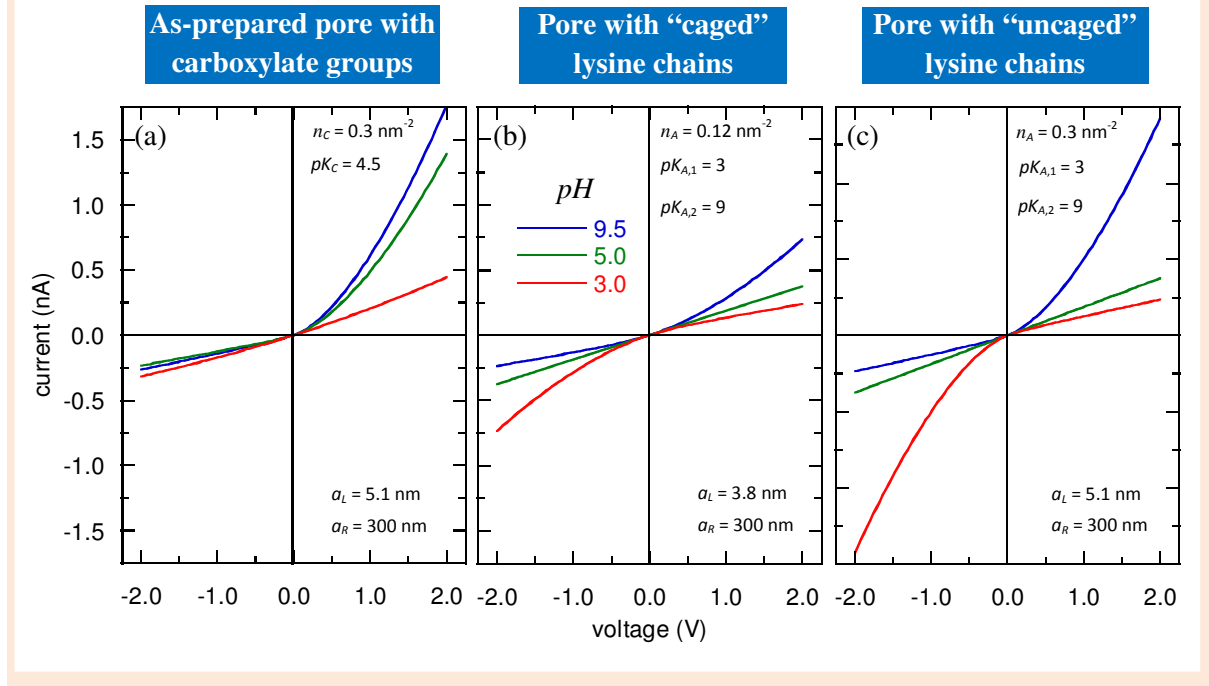 As-prepared pore with
carboxylate groups
Pore with “caged”
lysine chains
Pore with “uncaged”
lysine chains
(a)
n_C = 0.3 nm⁻²
pK_C = 4.5
a_L = 5.1 nm
a_R = 300 nm
(b)
n_A = 0.12 nm⁻²
pK_A,1 = 3
pK_A,2 = 9
pH
9.5
5.0
3.0
a_L = 3.8 nm
a_R = 300 nm
(c)
n_A = 0.3 nm⁻²
pK_A,1 = 3
pK_A,2 = 9
a_L = 5.1 nm
a_R = 300 nm
current (nA)
1.5
1.0
0.5
0.0
-0.5
-1.0
-1.5
-2.0 -1.0 0.0 1.0 2.0
-2.0 -1.0 0.0 1.0 2.0
-2.0 -1.0 0.0 1.0 2.0
voltage (V)